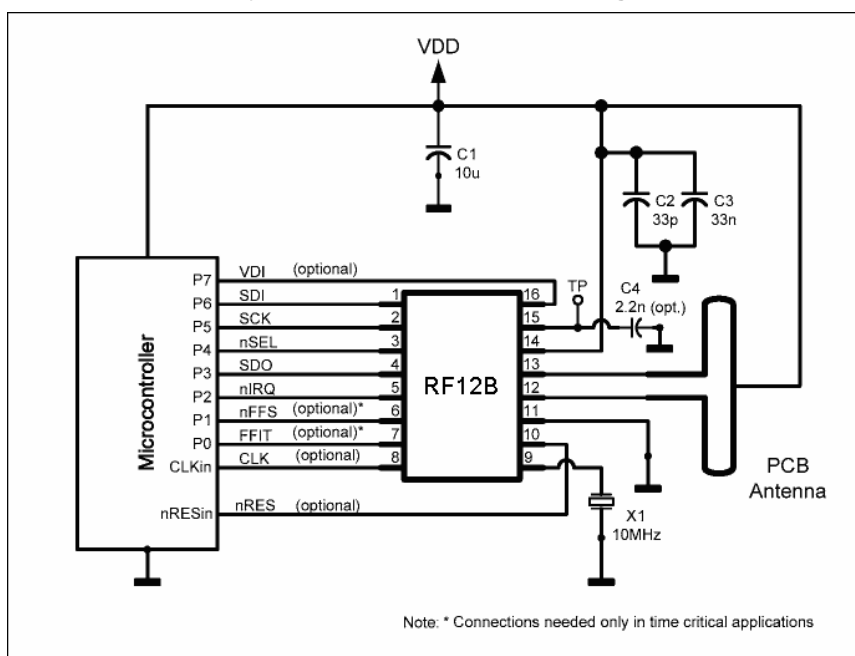 VDD
C1
10u
C2
33p
C3
33n
Microcontroller
P7 VDI (optional) 16
P6 SDI 1
P5 SCK 2 15
P4 nSEL 3 14
P3 SDO 4 13
P2 nIRQ 5 12
P1 nFFS (optional)* 6 11
P0 FFIT (optional)* 7 10
CLKin CLK (optional) 8 9
nRESin nRES (optional)
RF12B
TP
C4
2.2n (opt.)
X1
10MHz
PCB
Antenna
Note: * Connections needed only in time critical applications